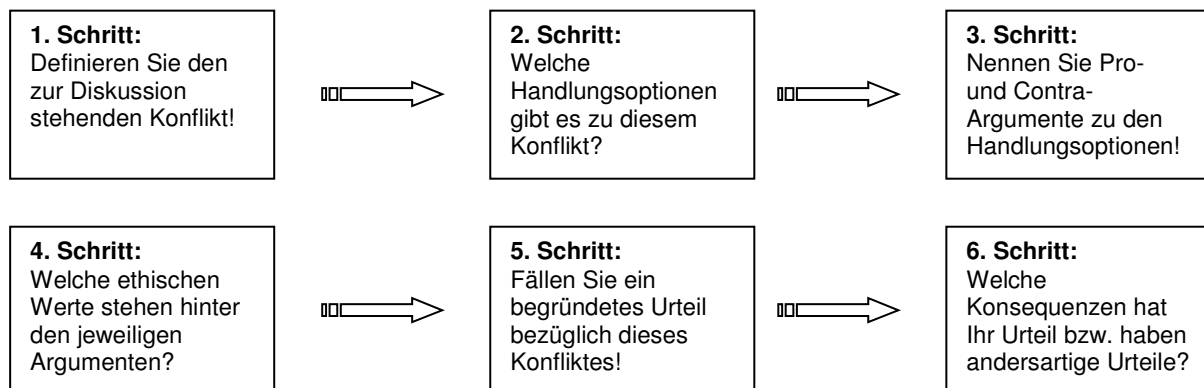 1. Schritt:
Definieren Sie den
zur Diskussion
stehenden Konflikt!
2. Schritt:
Welche
Handlungsoptionen
gibt es zu diesem
Konflikt?
3. Schritt:
Nennen Sie Pro-
und Contra-
Argumente zu den
Handlungsoptionen!
4. Schritt:
Welche ethischen
Werte stehen hinter
den jeweiligen
Argumenten?
5. Schritt:
Fällen Sie ein
begründetes Urteil
bezüglich dieses
Konfliktes!
6. Schritt:
Welche
Konsequenzen hat
Ihr Urteil bzw. haben
andersartige Urteile?